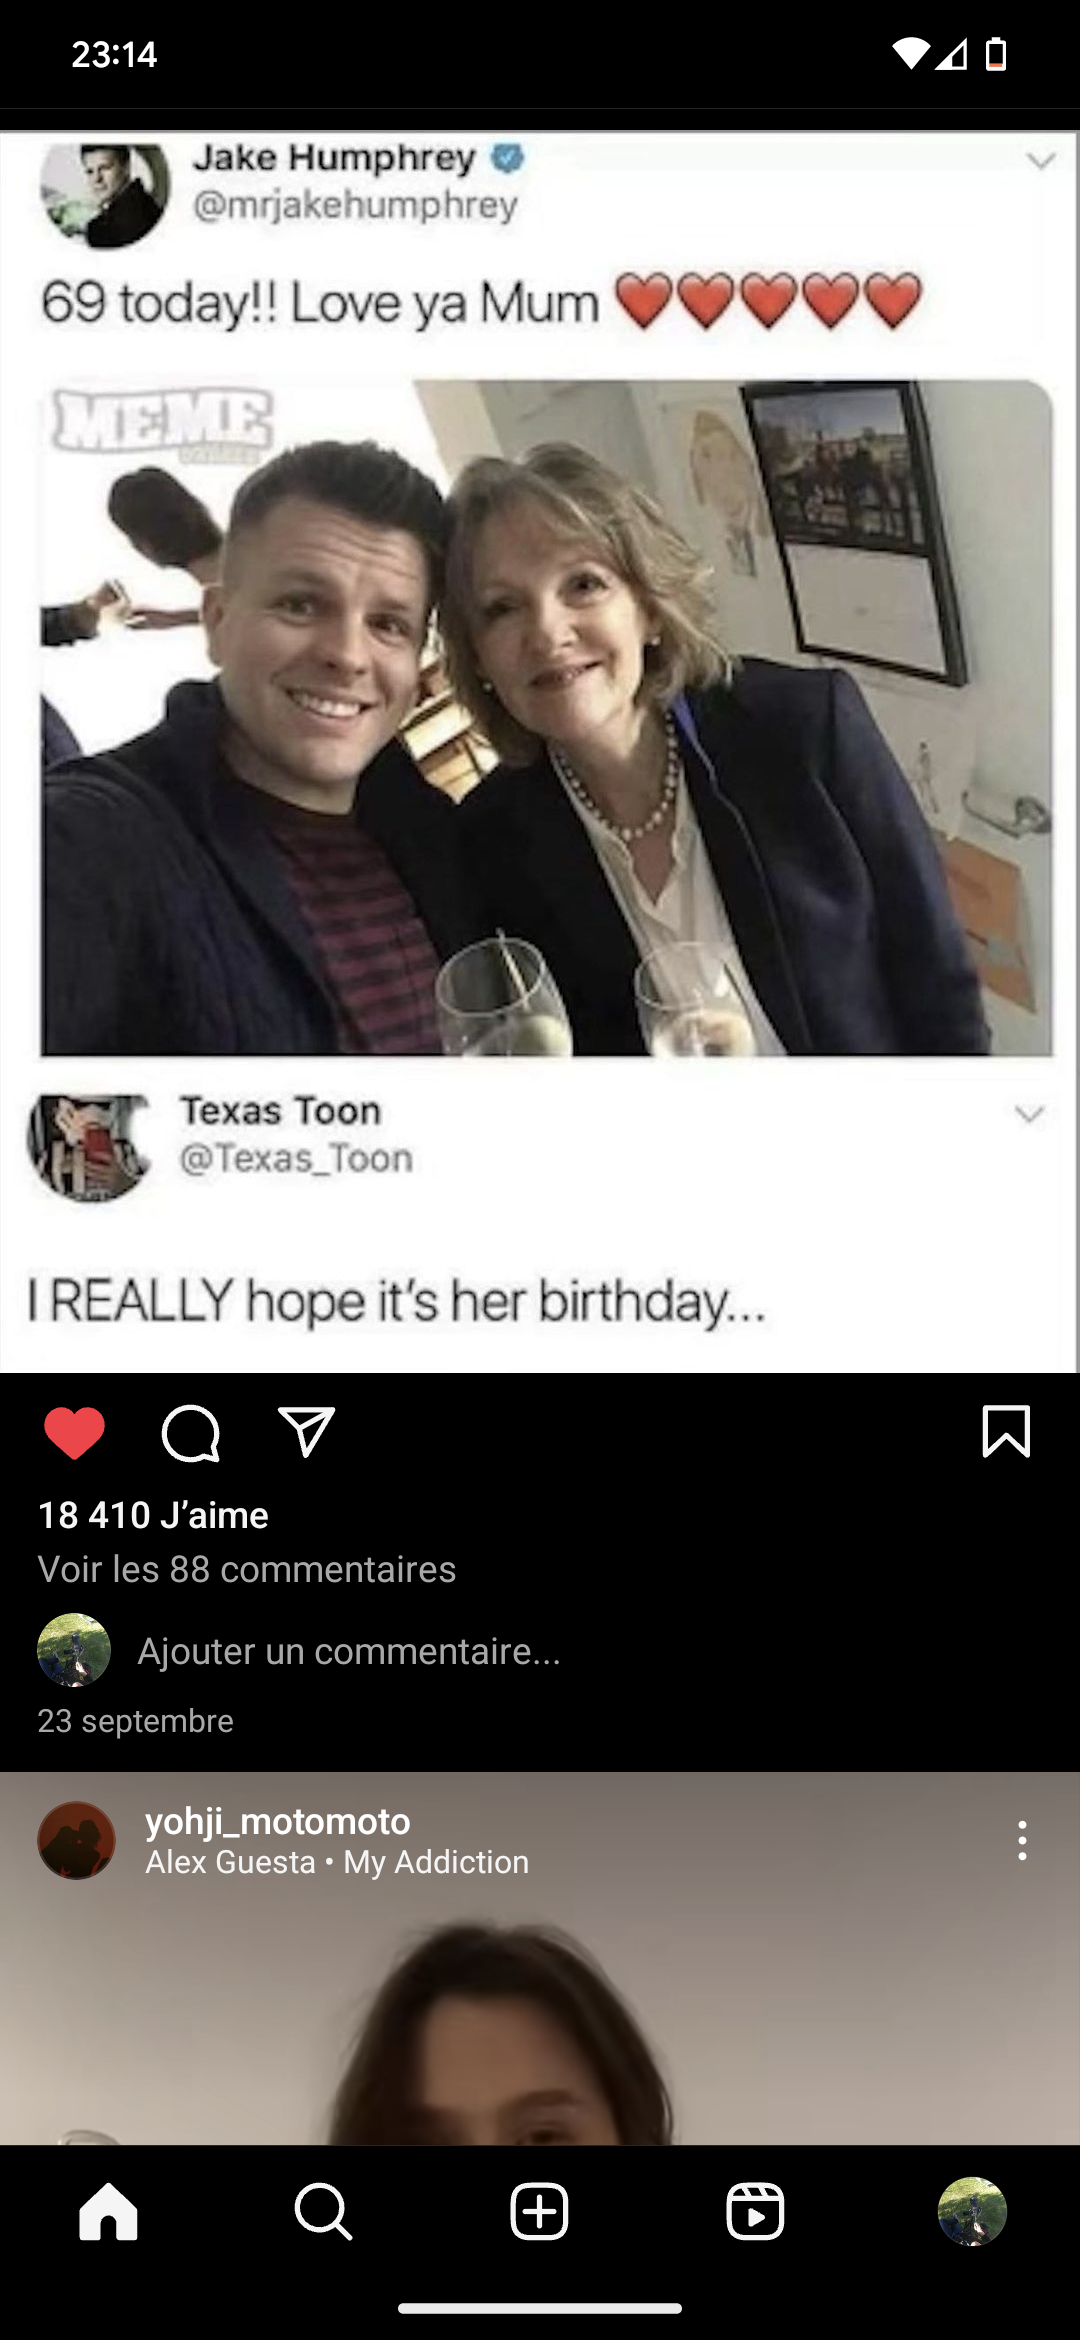 23:14
Jake Humphrey
@mrjakehumphrey
69 today!! Love ya Mum ❤️❤️❤️❤️❤️
MEME
Texas Toon
@Texas_Toon
I REALLY hope it's her birthday...
18 410 J’aime
Voir les 88 commentaires
Ajouter un commentaire...
23 septembre
yohji_motomoto
Alex Guesta • My Addiction